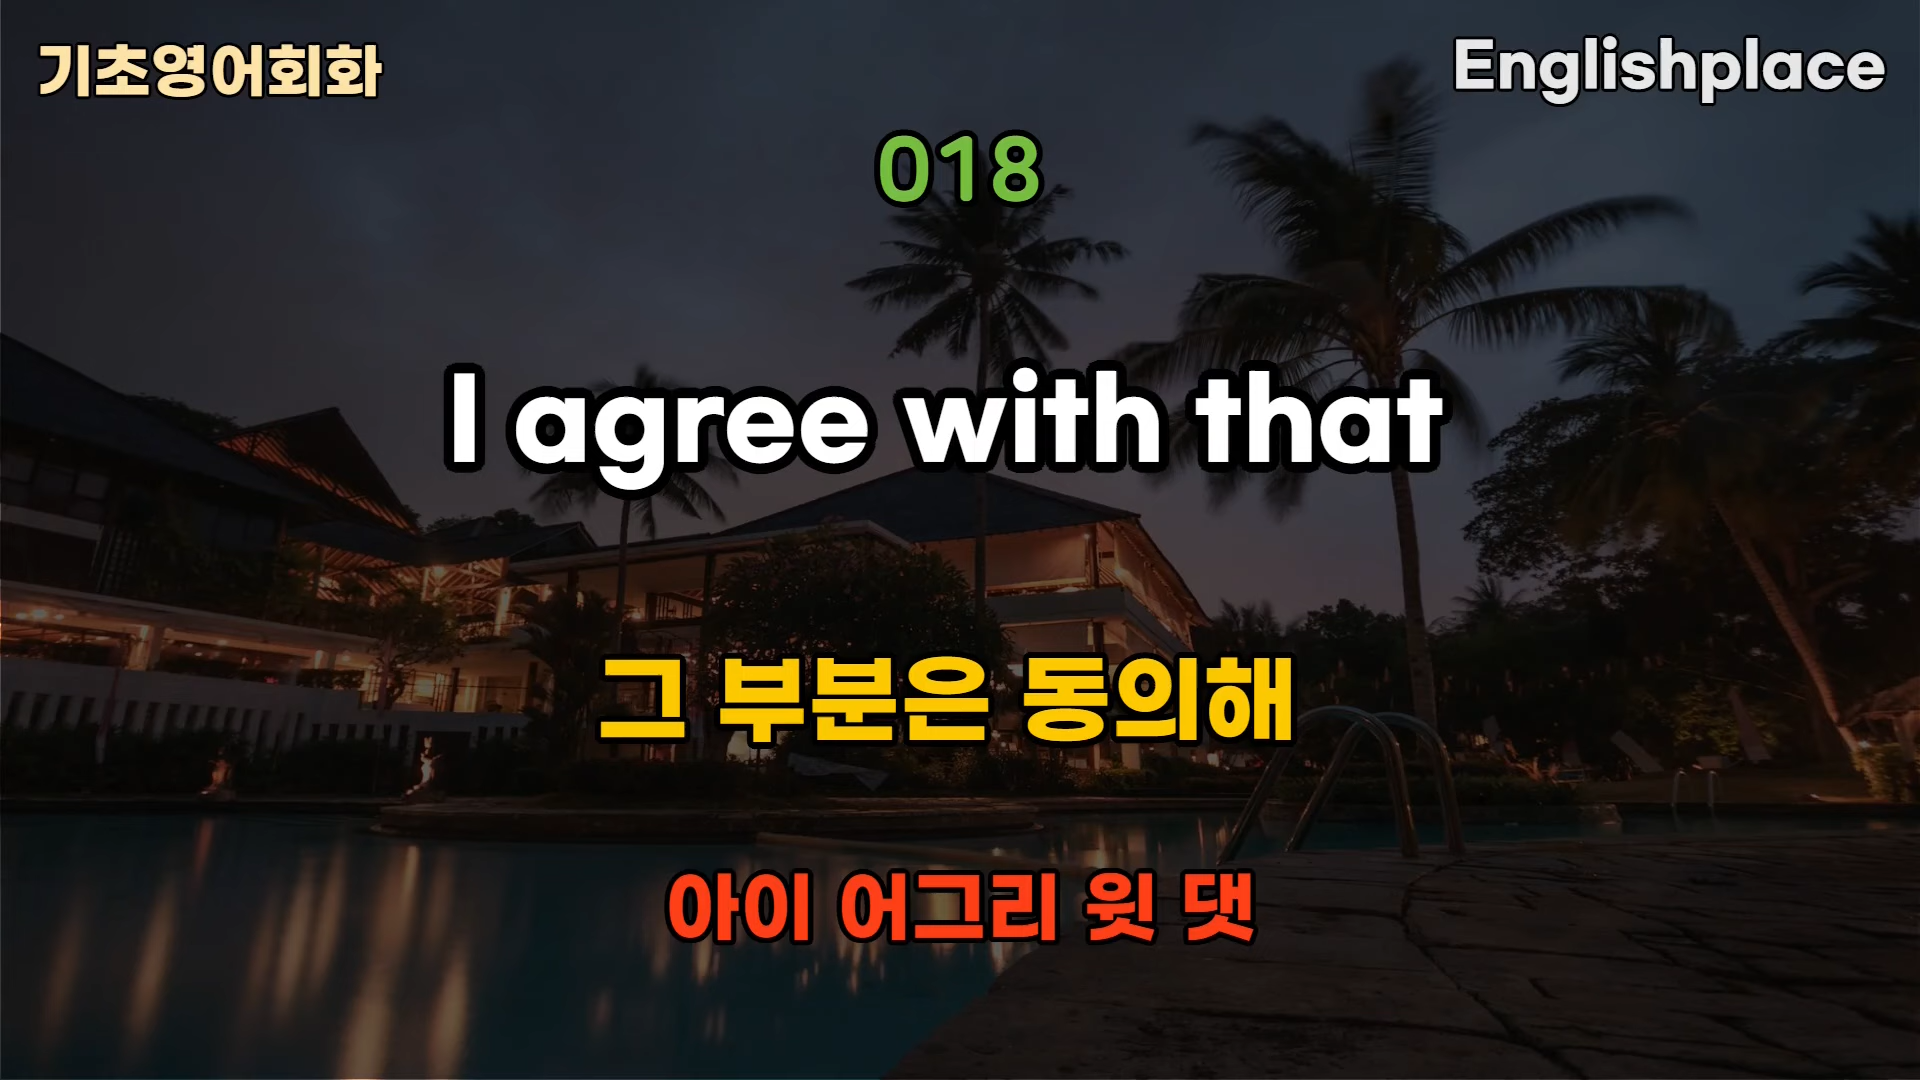 기초영어회화
Englishplace
018
I agree with that
그 부분은 동의해
아이 어그리 윗 댓